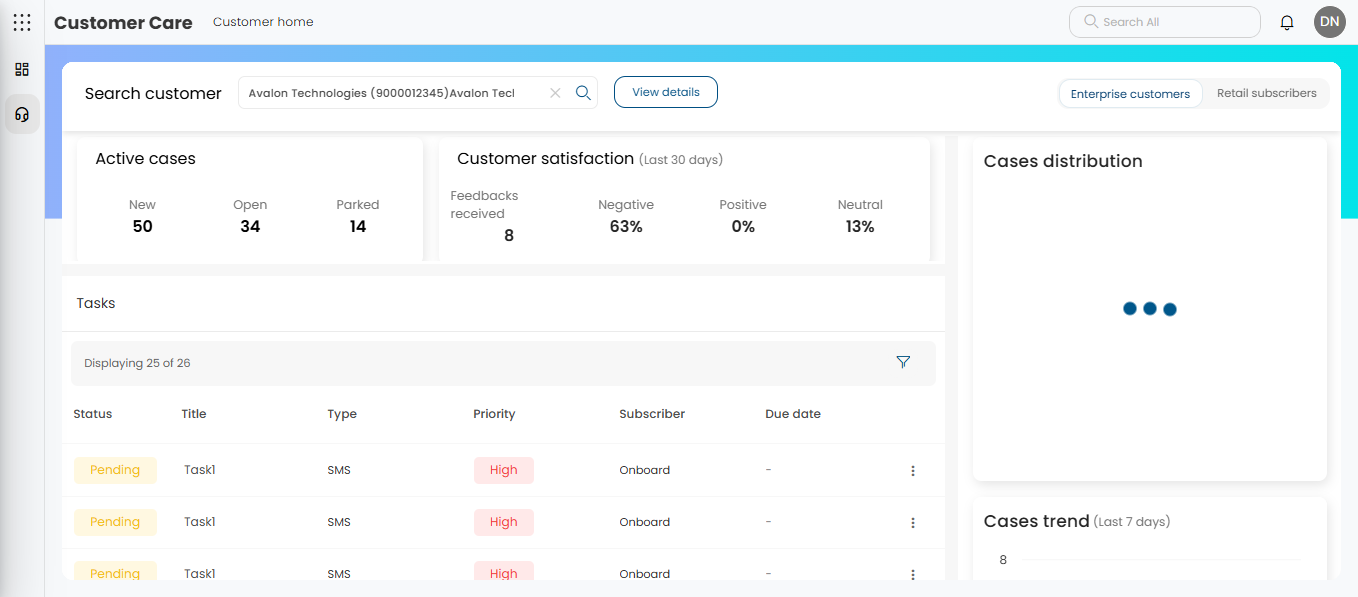 Customer Care
Customer home
Search All
DN
Search customer
Avalon Technologies (9000012345)Avalon Tecl
View details
Enterprise customers
Retail subscribers
Active cases
New
50
Open
34
Parked
14
Customer satisfaction (Last 30 days)
Feedbacks
received
8
Negative
63%
Positive
0%
Neutral
13%
Cases distribution
Tasks
Displaying 25 of 26
Status Title Type Priority Subscriber Due date
Pending Task1 SMS High Onboard -
Pending Task1 SMS High Onboard -
Pending Task1 SMS High Onboard -
Cases trend (Last 7 days)
8